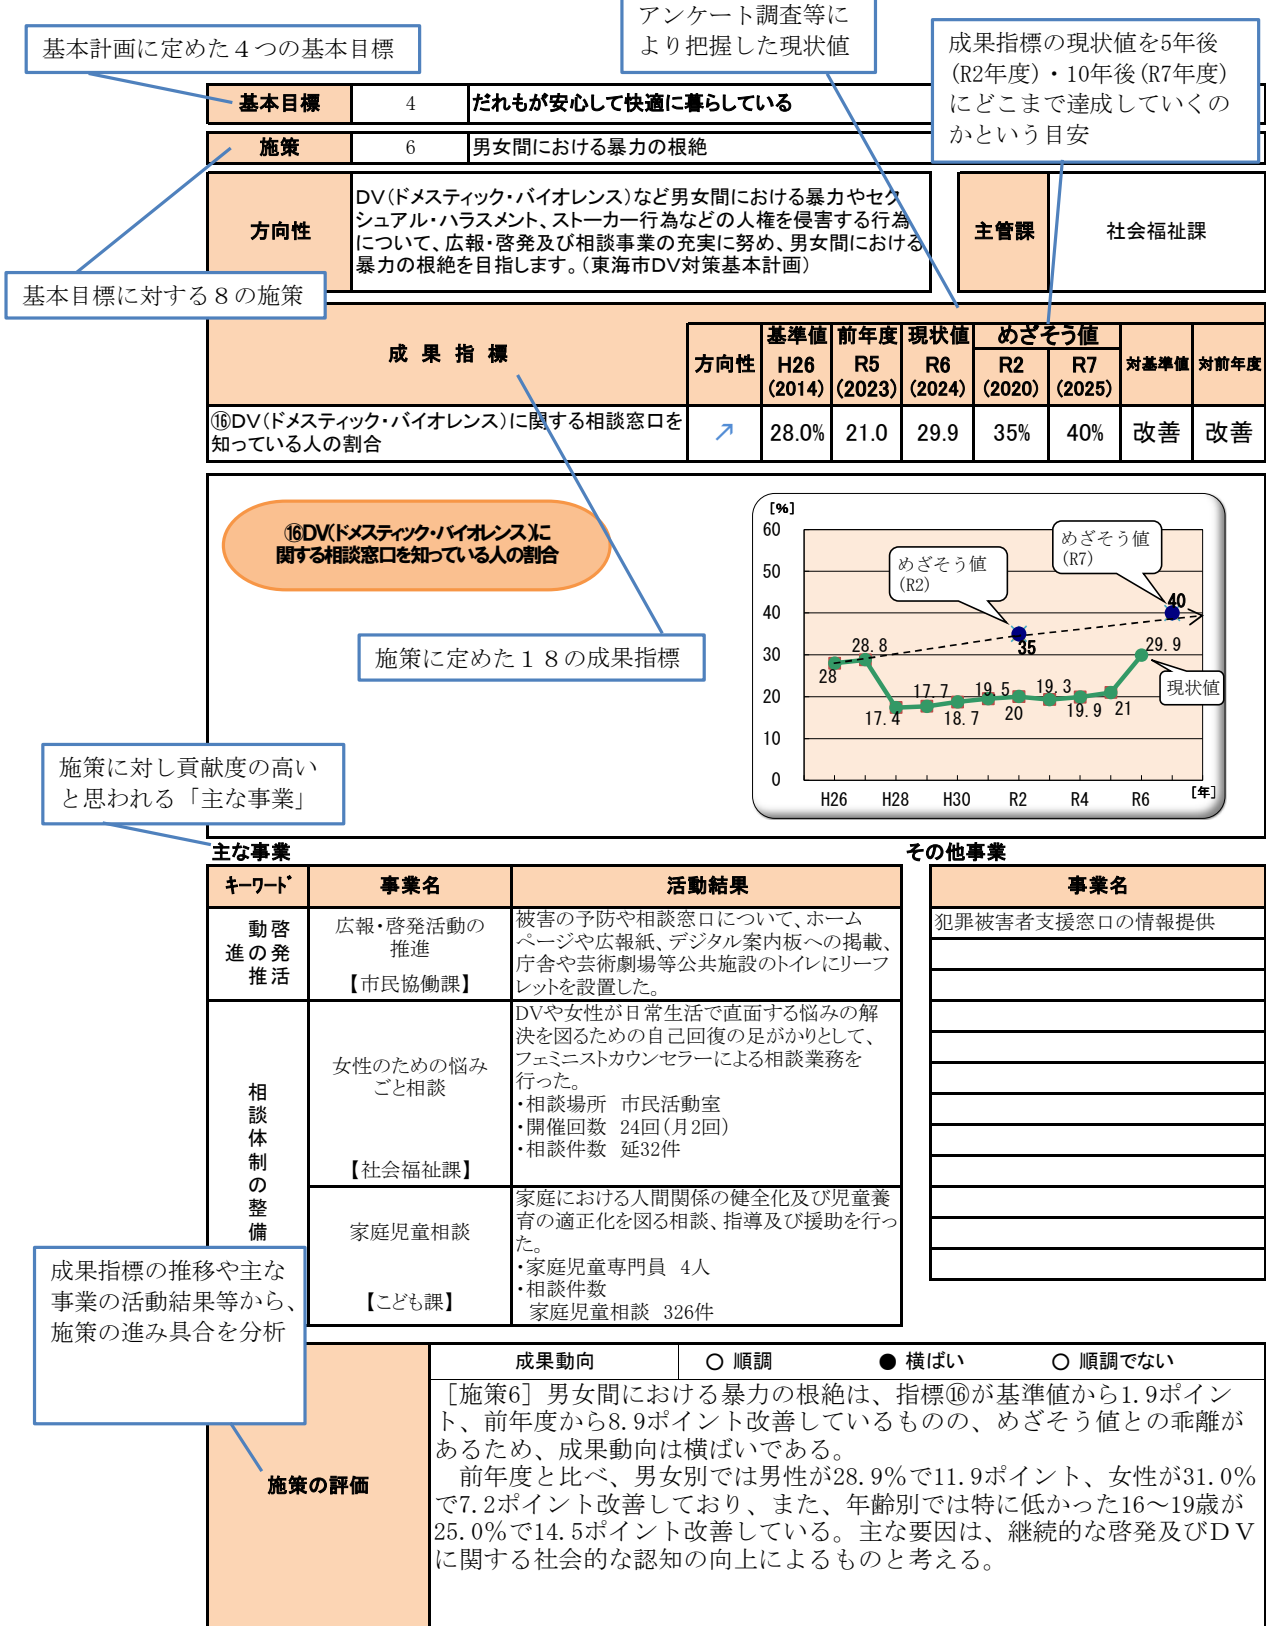 アンケート調査等に
より把握した現状値
基本計画に定めた４つの基本目標
成果指標の現状値を5年後
(R2年度)・10年後(R7年度)
にどこまで達成していくの
かという目安
基本目標 4 だれもが安心して快適に暮らしている
施策 6 男女間における暴力の根絶
方向性
DV(ドメスティック・バイオレンス)など男女間における暴力やセク
シュアル・ハラスメント、ストーカー行為などの人権を侵害する行為
について、広報・啓発及び相談事業の充実に努め、男女間における
暴力の根絶を目指します。(東海市DV対策基本計画)
主管課 社会福祉課
基本目標に対する８の施策
成 果 指 標
方向性
基準値 前年度 現状値 めざそう値
H26 R5 R6 R2 R7 対基準値 対前年度
(2014) (2023) (2024) (2020) (2025)
⑯DV(ドメスティック・バイオレンス)に関する相談窓口を
知っている人の割合
↗ 28.0% 21.0 29.9 35% 40% 改善 改善
⑯DV(ドメスティック・バイオレンス)に
関する相談窓口を知っている人の割合
[%]
60
50
40
30
20
10
0
めざそう値
(R2)
めざそう値
(R7)
40
35
28
28.8
17.4
17.7
18.7
19.5
20
19.3
19.9
21
29.9
現状値
H26 H28 H30 R2 R4 R6
[年]
施策に定めた１８の成果指標
施策に対し貢献度の高い
と思われる「主な事業」
主な事業
キーワード 事業名 活動結果
啓発活動の推進
広報・啓発活動の
推進
【市民協働課】
被害の予防や相談窓口について、ホーム
ページや広報紙、デジタル案内板への掲載、
庁舎や芸術劇場等公共施設のトイレにリーフ
レットを設置した。
相談体制の整備
女性のための悩み
ごと相談
【社会福祉課】
DVや女性が日常生活で直面する悩みの解
決を図るための自己回復の足がかりとして、
フェミニストカウンセラーによる相談業務を
行った。
・相談場所 市民活動室
・開催回数 24回(月2回)
・相談件数 延32件
家庭児童相談
【こども課】
家庭における人間関係の健全化及び児童養
育の適正化を図る相談、指導及び援助を行っ
た。
・家庭児童専門員 4人
・相談件数
家庭児童相談 326件
その他事業
事業名
犯罪被害者支援窓口の情報提供
成果指標の推移や主な
事業の活動結果等から、
施策の進み具合を分析
施策の評価
成果動向 ○ 順調 ● 横ばい ○ 順調でない
［施策6］男女間における暴力の根絶は、指標⑯が基準値から1.9ポイン
ト、前年度から8.9ポイント改善しているものの、めざそう値との乖離が
あるため、成果動向は横ばいである。
前年度と比べ、男女別では男性が28.9%で11.9ポイント、女性が31.0%
で7.2ポイント改善しており、また、年齢別では特に低かった16～19歳が
25.0%で14.5ポイント改善している。主な要因は、継続的な啓発及びＤＶ
に関する社会的な認知の向上によるものと考える。